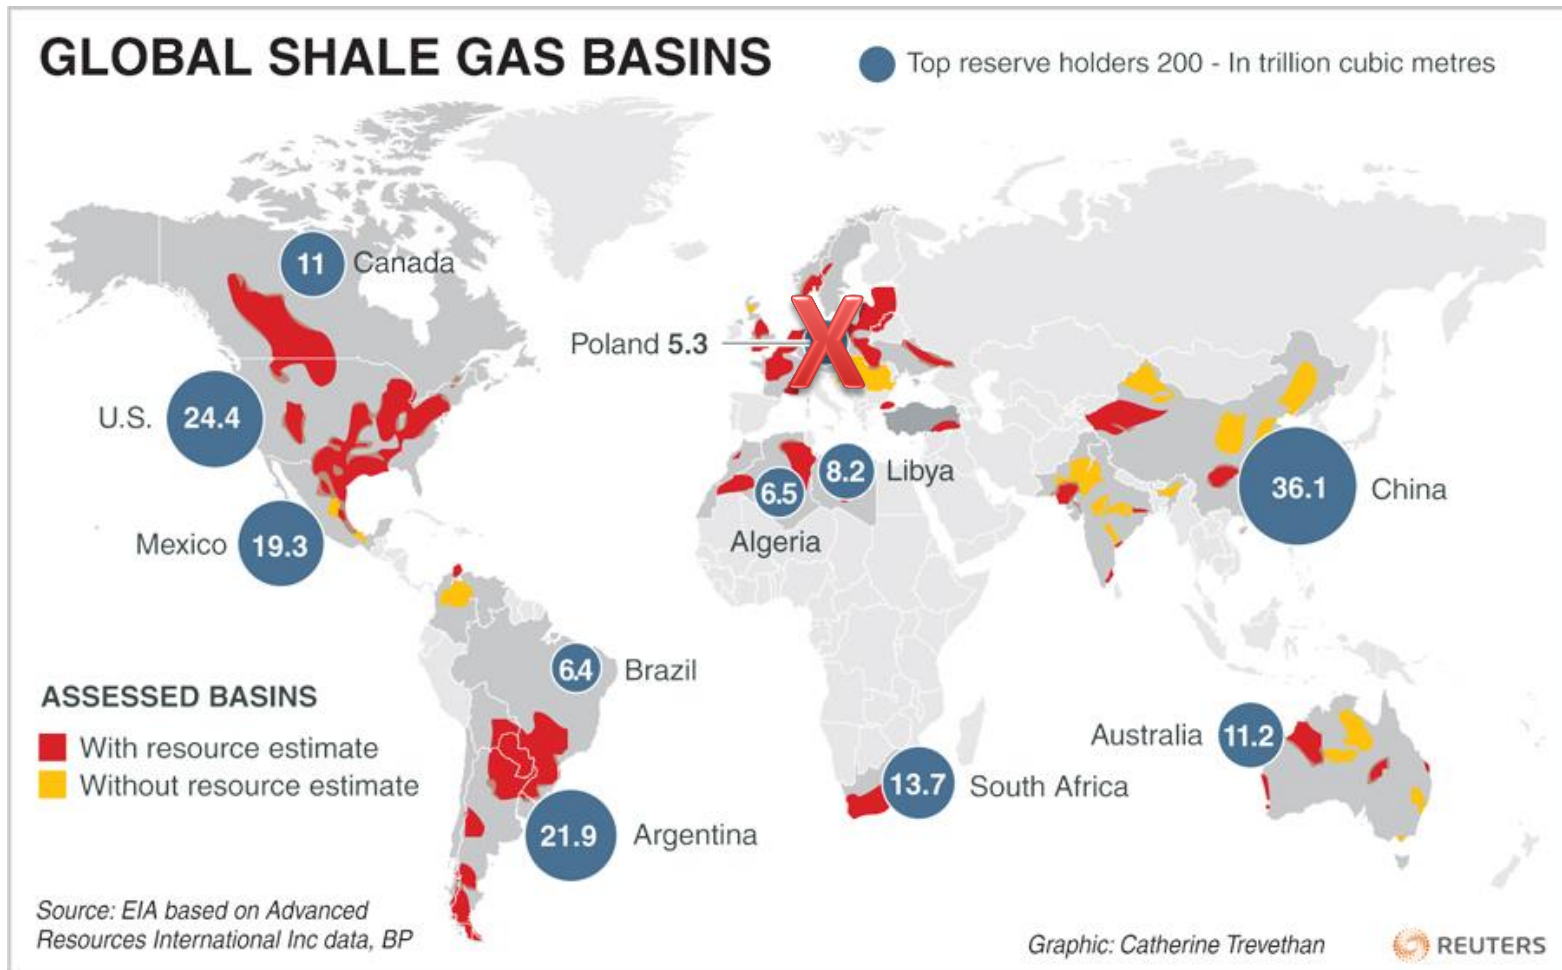 GLOBAL SHALE GAS BASINS
Top reserve holders 200 - In trillion cubic metres
11 Canada
Poland 5.3
X
U.S. 24.4
8.2 Libya
6.5
Algeria
36.1 China
Mexico 19.3
6.4 Brazil
ASSESSED BASINS
With resource estimate
Without resource estimate
Australia 11.2
13.7 South Africa
21.9 Argentina
Source: EIA based on Advanced
Resources International Inc data, BP
Graphic: Catherine Trevethan
REUTERS